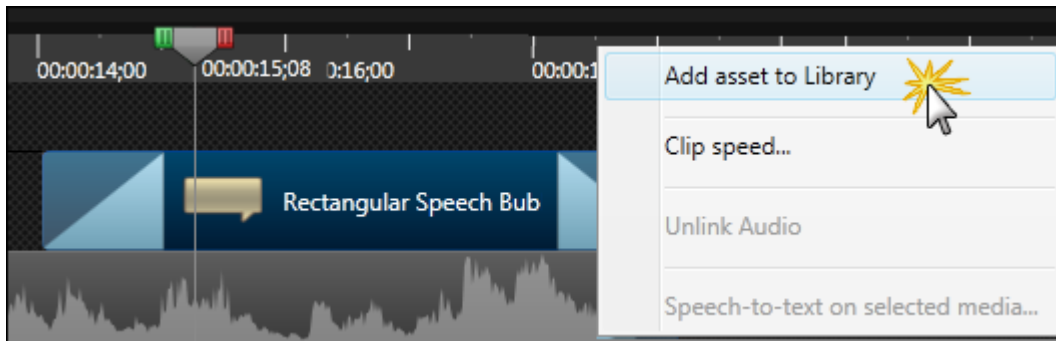 00:00:14;00
00:00:15;08
0:16;00
00:00:1
Add asset to Library
Clip speed...
Rectangular Speech Bub
Unlink Audio
Speech-to-text on selected media...